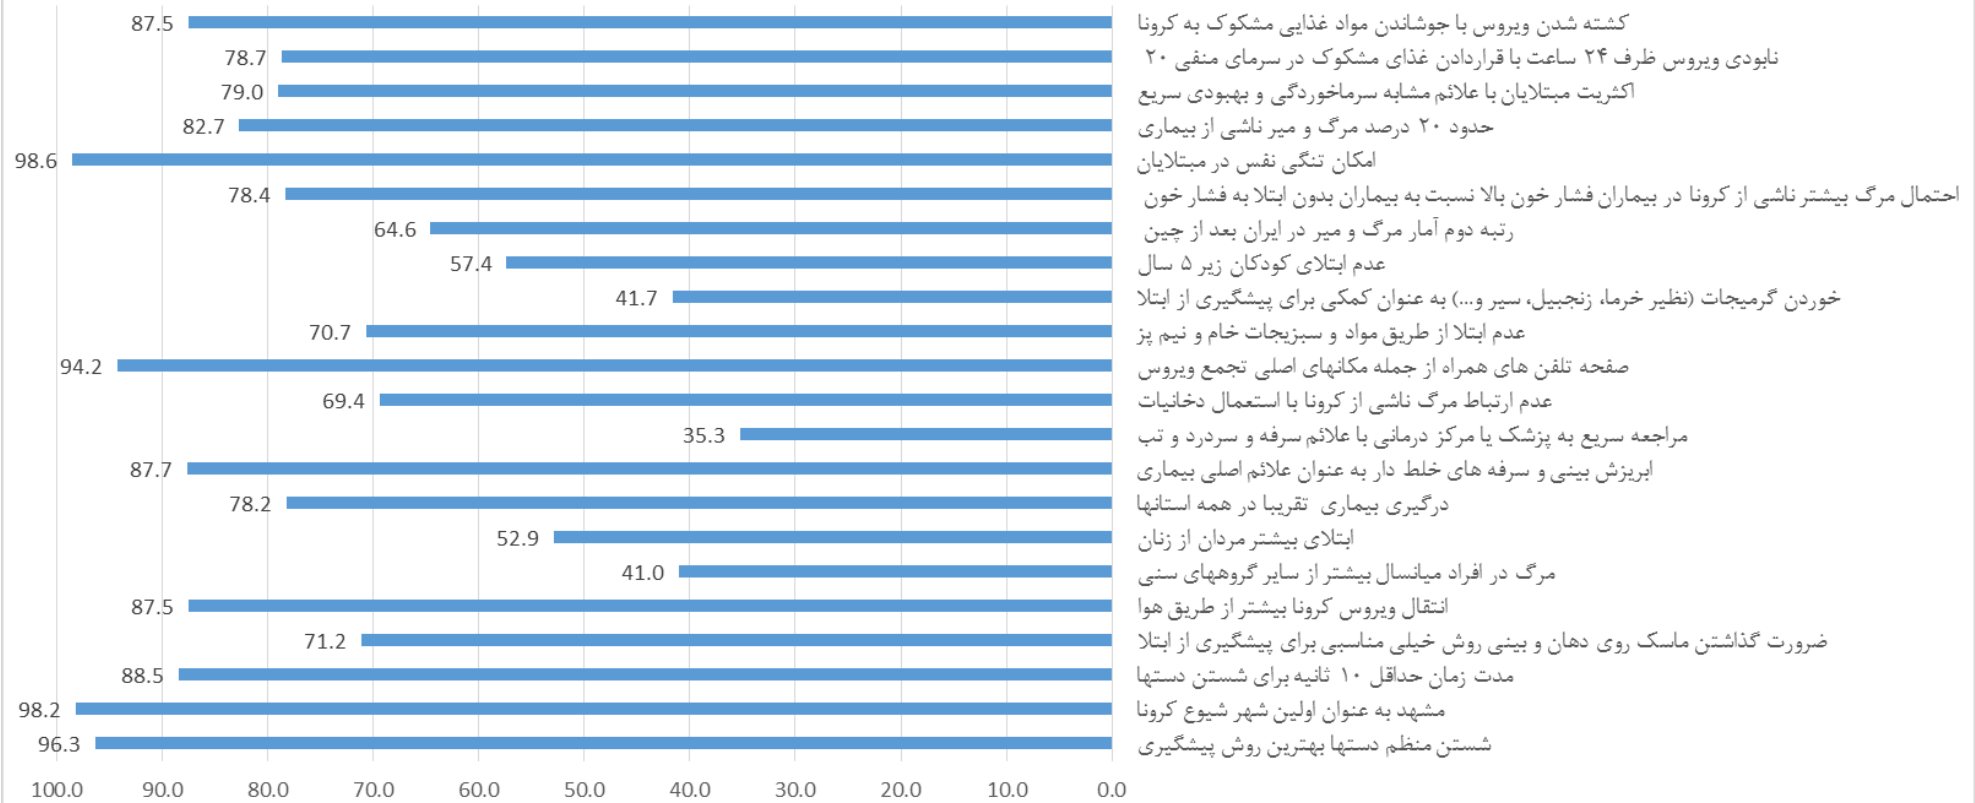 کشته شدن ویروس با جوشاندن مواد غذایی مشکوک به کرونا 87.5
نابودی ویروس ظرف ۲۴ ساعت با قراردادن غذای مشکوک در سرمای منفی ۲۰ 78.7
اکثریت مبتلایان با علائم مشابه سرماخوردگی و بهبودی سریع 79.0
حدود ۲۰ درصد مرگ و میر ناشی از بیماری 82.7
امکان تنگی نفس در مبتلایان 98.6
احتمال مرگ بیشتر ناشی از کرونا در بیماران فشار خون بالا نسبت به بیماران بدون ابتلا به فشار خون 78.4
رتبه دوم آمار مرگ و میر در ایران بعد از چین 64.6
عدم ابتلای کودکان زیر ۵ سال 57.4
خوردن گرمیجات (نظیر خرما، زنجبیل، سیر و...) به عنوان کمکی برای پیشگیری از ابتلا 41.7
عدم ابتلا از طریق مواد و سبزیجات خام و نیم پز 70.7
صفحه تلفن های همراه از جمله مکانهای اصلی تجمع ویروس 94.2
عدم ارتباط مرگ ناشی از کرونا با استعمال دخانیات 69.4
مراجعه سریع به پزشک یا مرکز درمانی با علائم سرفه و سردرد و تب 35.3
ابریزش بینی و سرفه های خلط دار به عنوان علائم اصلی بیماری 87.7
درگیری بیماری تقریبا در همه استانها 78.2
ابتلای بیشتر مردان از زنان 52.9
مرگ در افراد میانسال بیشتر از سایر گروههای سنی 41.0
انتقال ویروس کرونا بیشتر از طریق هوا 87.5
ضرورت گذاشتن ماسک روی دهان و بینی روش خیلی مناسبی برای پیشگیری از ابتلا 71.2
مدت زمان حداقل ۱۰ ثانیه برای شستن دستها 88.5
مشهد به عنوان اولین شهر شیوع کرونا 98.2
شستن منظم دستها بهترین روش پیشگیری 96.3
100.0 90.0 80.0 70.0 60.0 50.0 40.0 30.0 20.0 10.0 0.0